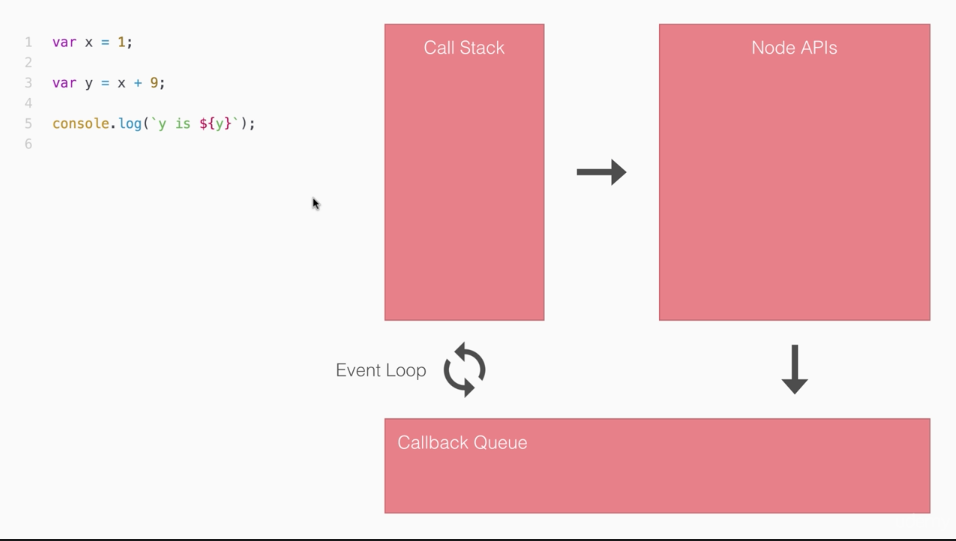 1 var x = 1;
2
3 var y = x + 9;
4
5 console.log(`y is ${y}`);
6
Call Stack
Node APIs
Event Loop
Callback Queue